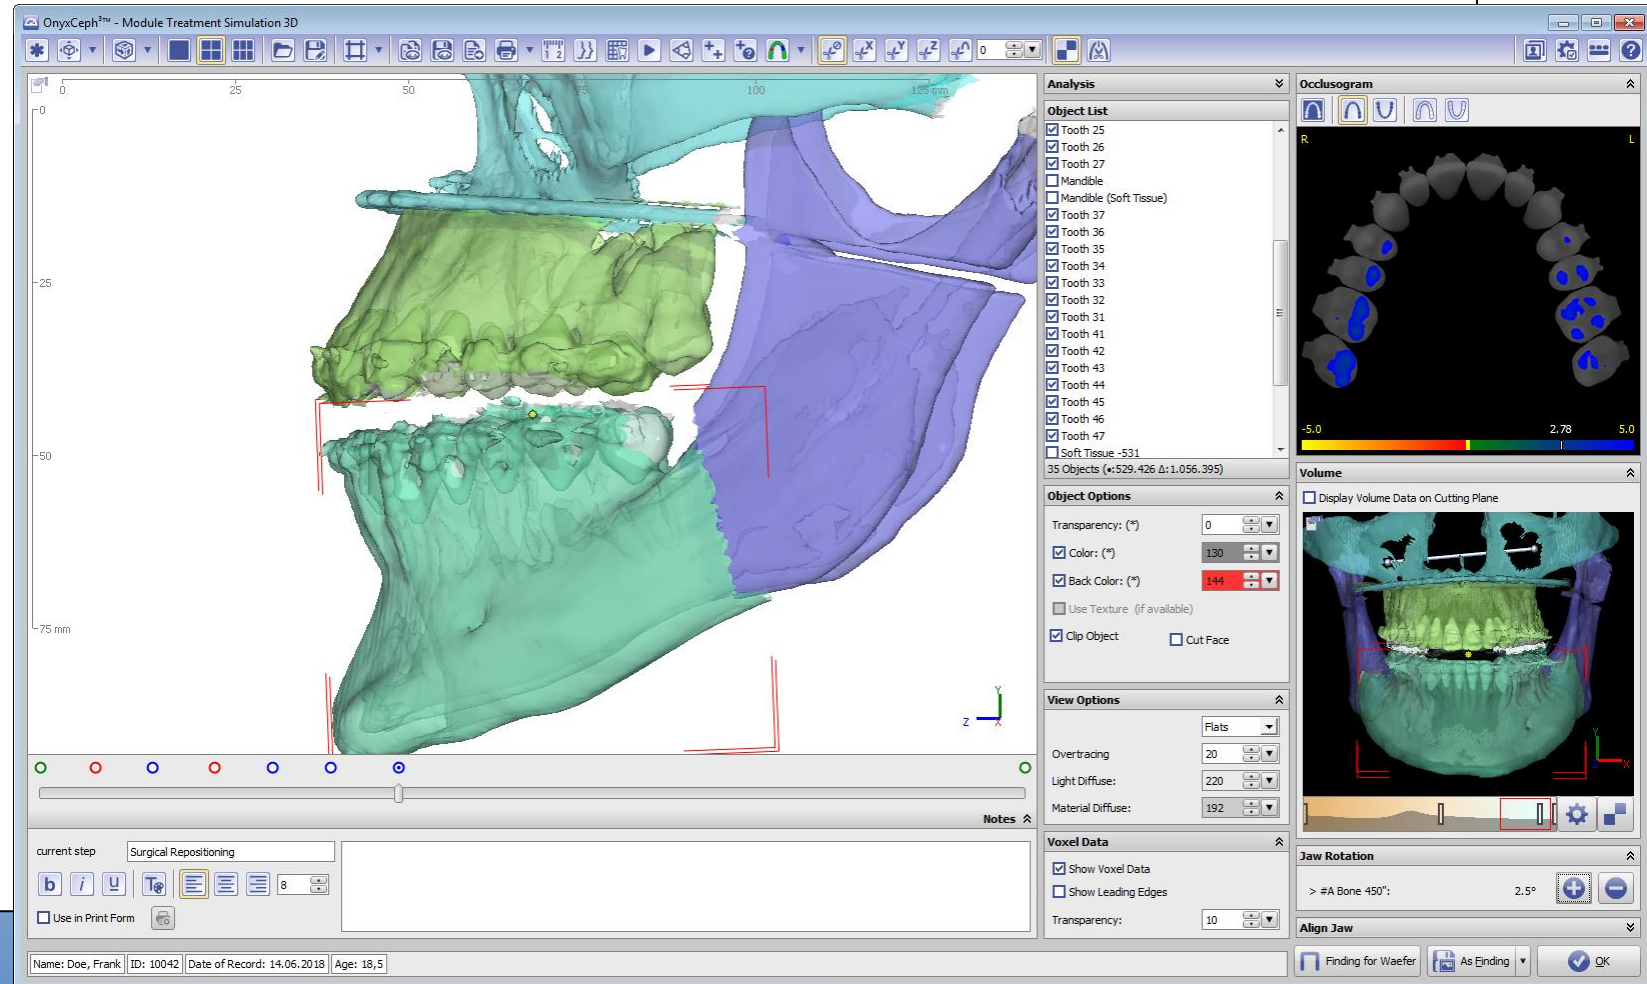 OnyxCeph³™ - Module Treatment Simulation 3D
0
0 25 50 75 100 125 mm
0
25
50
75 mm
Y
Z X
Notes
current step Surgical Repositioning
b i u 8
Use in Print Form
Name: Doe, Frank ID: 10042 Date of Record: 14.06.2018 Age: 18,5
Analysis
Object List
Tooth 25
Tooth 26
Tooth 27
Mandible
Mandible (Soft Tissue)
Tooth 37
Tooth 36
Tooth 35
Tooth 34
Tooth 33
Tooth 32
Tooth 31
Tooth 41
Tooth 42
Tooth 43
Tooth 44
Tooth 45
Tooth 46
Tooth 47
Soft Tissue -531
35 Objects (•:529.426 Δ:1.056.395)
Object Options
Transparency: (*) 0
Color: (*) 130
Back Color: (*) 144
Use Texture (if available)
Clip Object Cut Face
View Options
Flats
Overtracing 20
Light Diffuse: 220
Material Diffuse: 192
Voxel Data
Show Voxel Data
Show Leading Edges
Transparency: 10
Occlusogram
R L
-5.0 2.78 5.0
Volume
Display Volume Data on Cutting Plane
Y
Z X
Jaw Rotation
> #A Bone 450": 2.5°
Align Jaw
Finding for Waefer As Finding OK